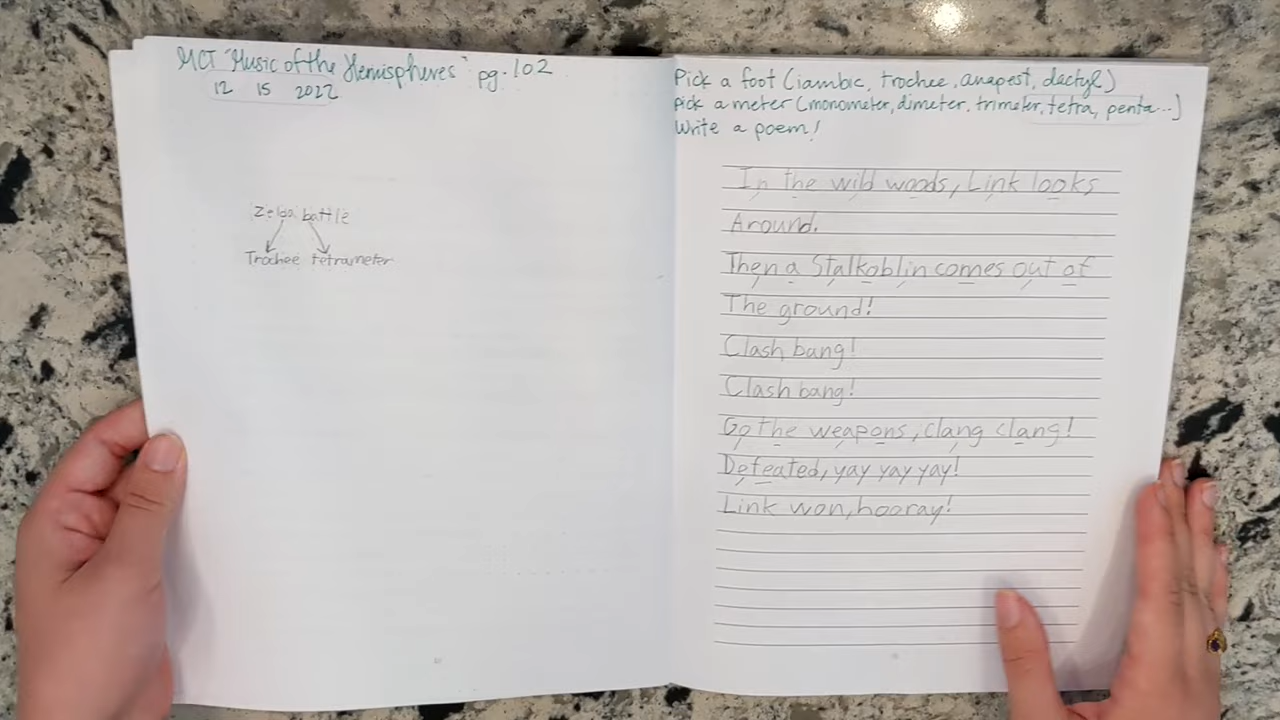 MCT "Music of the Hemispheres" pg. 102
12 15 2022
Zelda battle
Trochee tetrameter
Pick a foot (iambic, trochee, anapest, dactyl)
Pick a meter (monometer, dimeter, trimeter, tetra, penta...)
Write a poem!
In the wild woods, Link looks
Around.
Then a Stalkoblin comes out of
The ground!
Clash bang!
Clash bang!
Go the weapons, clang clang!
Defeated, yay yay yay!
Link won, hooray!